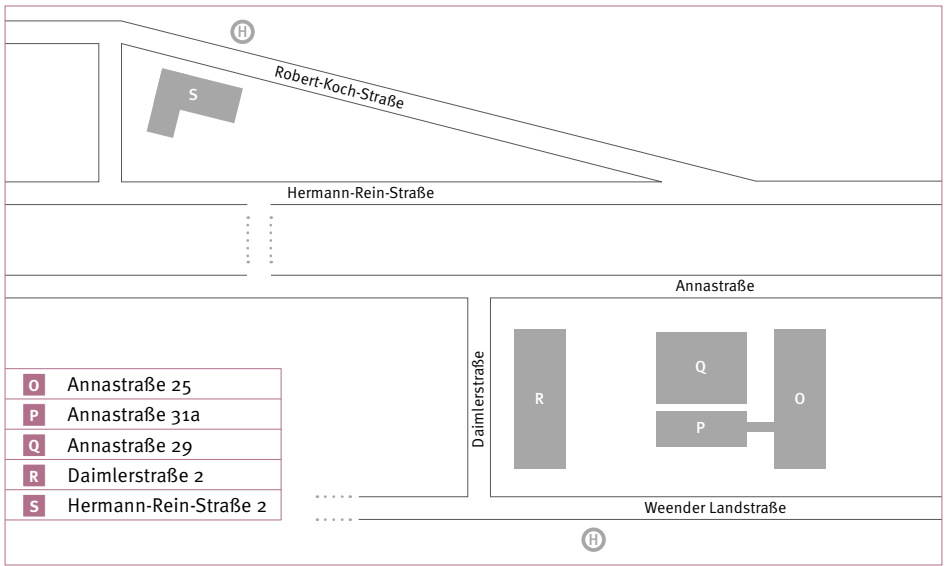 H
Robert-Koch-Straße
S
Hermann-Rein-Straße
Annastraße
Daimlerstraße
R
Q
P
O
O Annastraße 25
P Annastraße 31a
Q Annastraße 29
R Daimlerstraße 2
S Hermann-Rein-Straße 2
Weender Landstraße
H